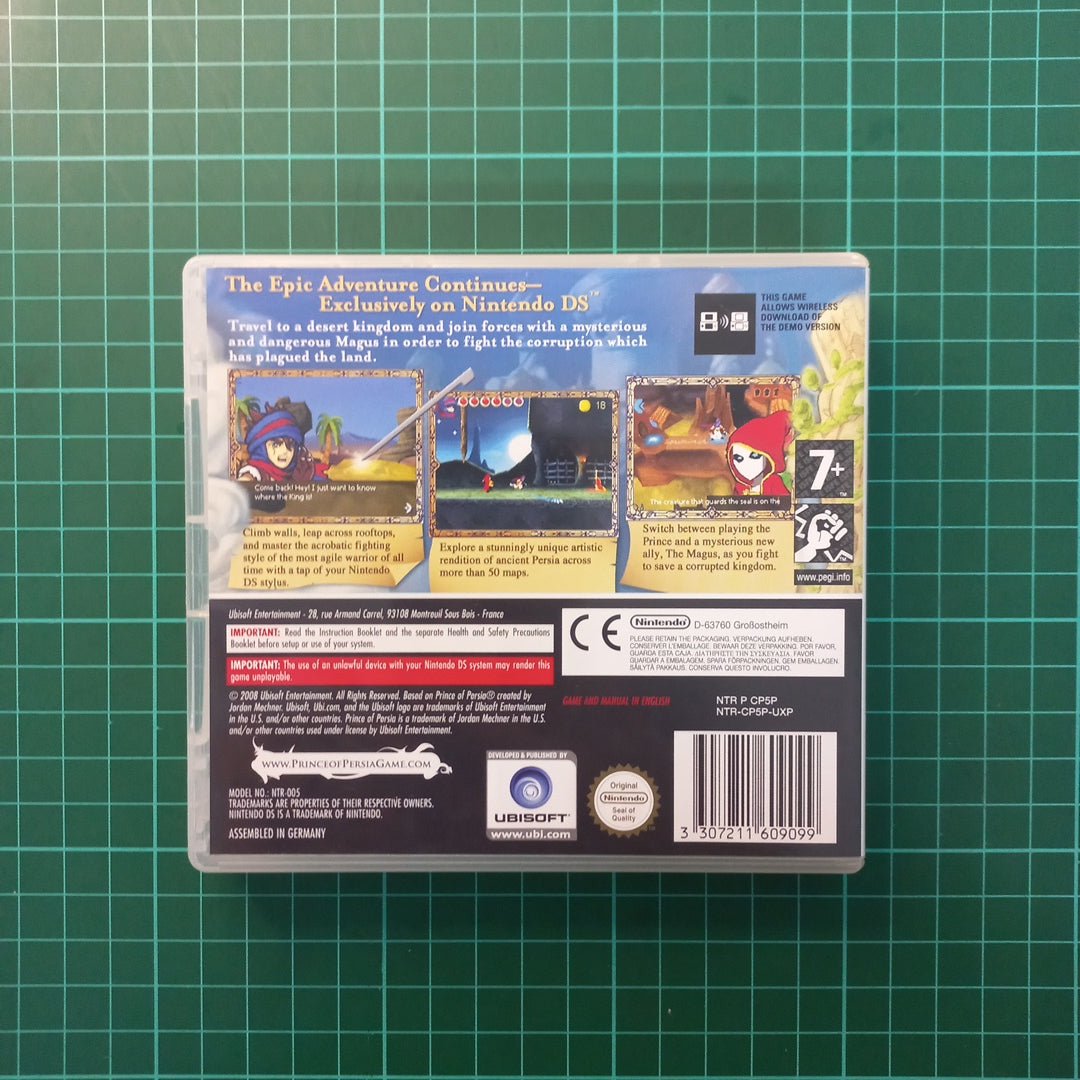 The Epic Adventure Continues—
Exclusively on Nintendo DS™
Travel to a desert kingdom and join forces with a mysterious
and dangerous Magus in order to fight the corruption which
has plagued the land.
THIS GAME
ALLOWS WIRELESS
DOWNLOAD OF
THE DEMO VERSION
Come back! Hey! I just want to know
where the King is!
18
The creature that guards the seal is on the
7+
™
www.pegi.info
Climb walls, leap across rooftops,
and master the acrobatic fighting
style of the most agile warrior of all
time with a tap of your Nintendo
DS stylus.
Explore a stunningly unique artistic
rendition of ancient Persia across
more than 50 maps.
Switch between playing the
Prince and a mysterious new
ally, The Magus, as you fight
to save a corrupted kingdom.
Ubisoft Entertainment - 28, rue Armand Carrel, 93108 Montreuil Sous Bois - France
IMPORTANT: Read the Instruction Booklet and the separate Health and Safety Precautions
Booklet before setup or use of your system.
IMPORTANT: The use of an unlawful device with your Nintendo DS system may render this
game unplayable.
© 2008 Ubisoft Entertainment. All Rights Reserved. Based on Prince of Persia® created by
Jordan Mechner. Ubisoft, Ubi.com, and the Ubisoft logo are trademarks of Ubisoft Entertainment
in the U.S. and/or other countries. Prince of Persia is a trademark of Jordan Mechner in the U.S.
and/or other countries used under license by Ubisoft Entertainment.
www.PrinceofPersiaGame.com
MODEL NO.: NTR-005
TRADEMARKS ARE PROPERTIES OF THEIR RESPECTIVE OWNERS.
NINTENDO DS IS A TRADEMARK OF NINTENDO.
ASSEMBLED IN GERMANY
CE
Nintendo® D-63760 Großostheim
PLEASE RETAIN THE PACKAGING. VERPACKUNG AUFHEBEN.
CONSERVER L'EMBALLAGE. BEWAAR DEZE VERPAKKING. POR FAVOR,
GUARDA ESTA CAJA. ΔΙΑΤΗΡΗΣΤΕ ΤΗΝ ΣΥΣΚΕΥΑΣΙΑ. FAVOR
GUARDAR A EMBALAGEM. SPARA FÖRPACKNINGEN. GEM EMBALLAGEN.
SÄILYTÄ PAKKAUS. CONSERVA QUESTO INVOLUCRO.
GAME AND MANUAL IN ENGLISH
NTR P CP5P
NTR-CP5P-UXP
DEVELOPED & PUBLISHED BY
UBISOFT
www.ubi.com
Original
Nintendo®
Seal of
Quality
3 307211 609099